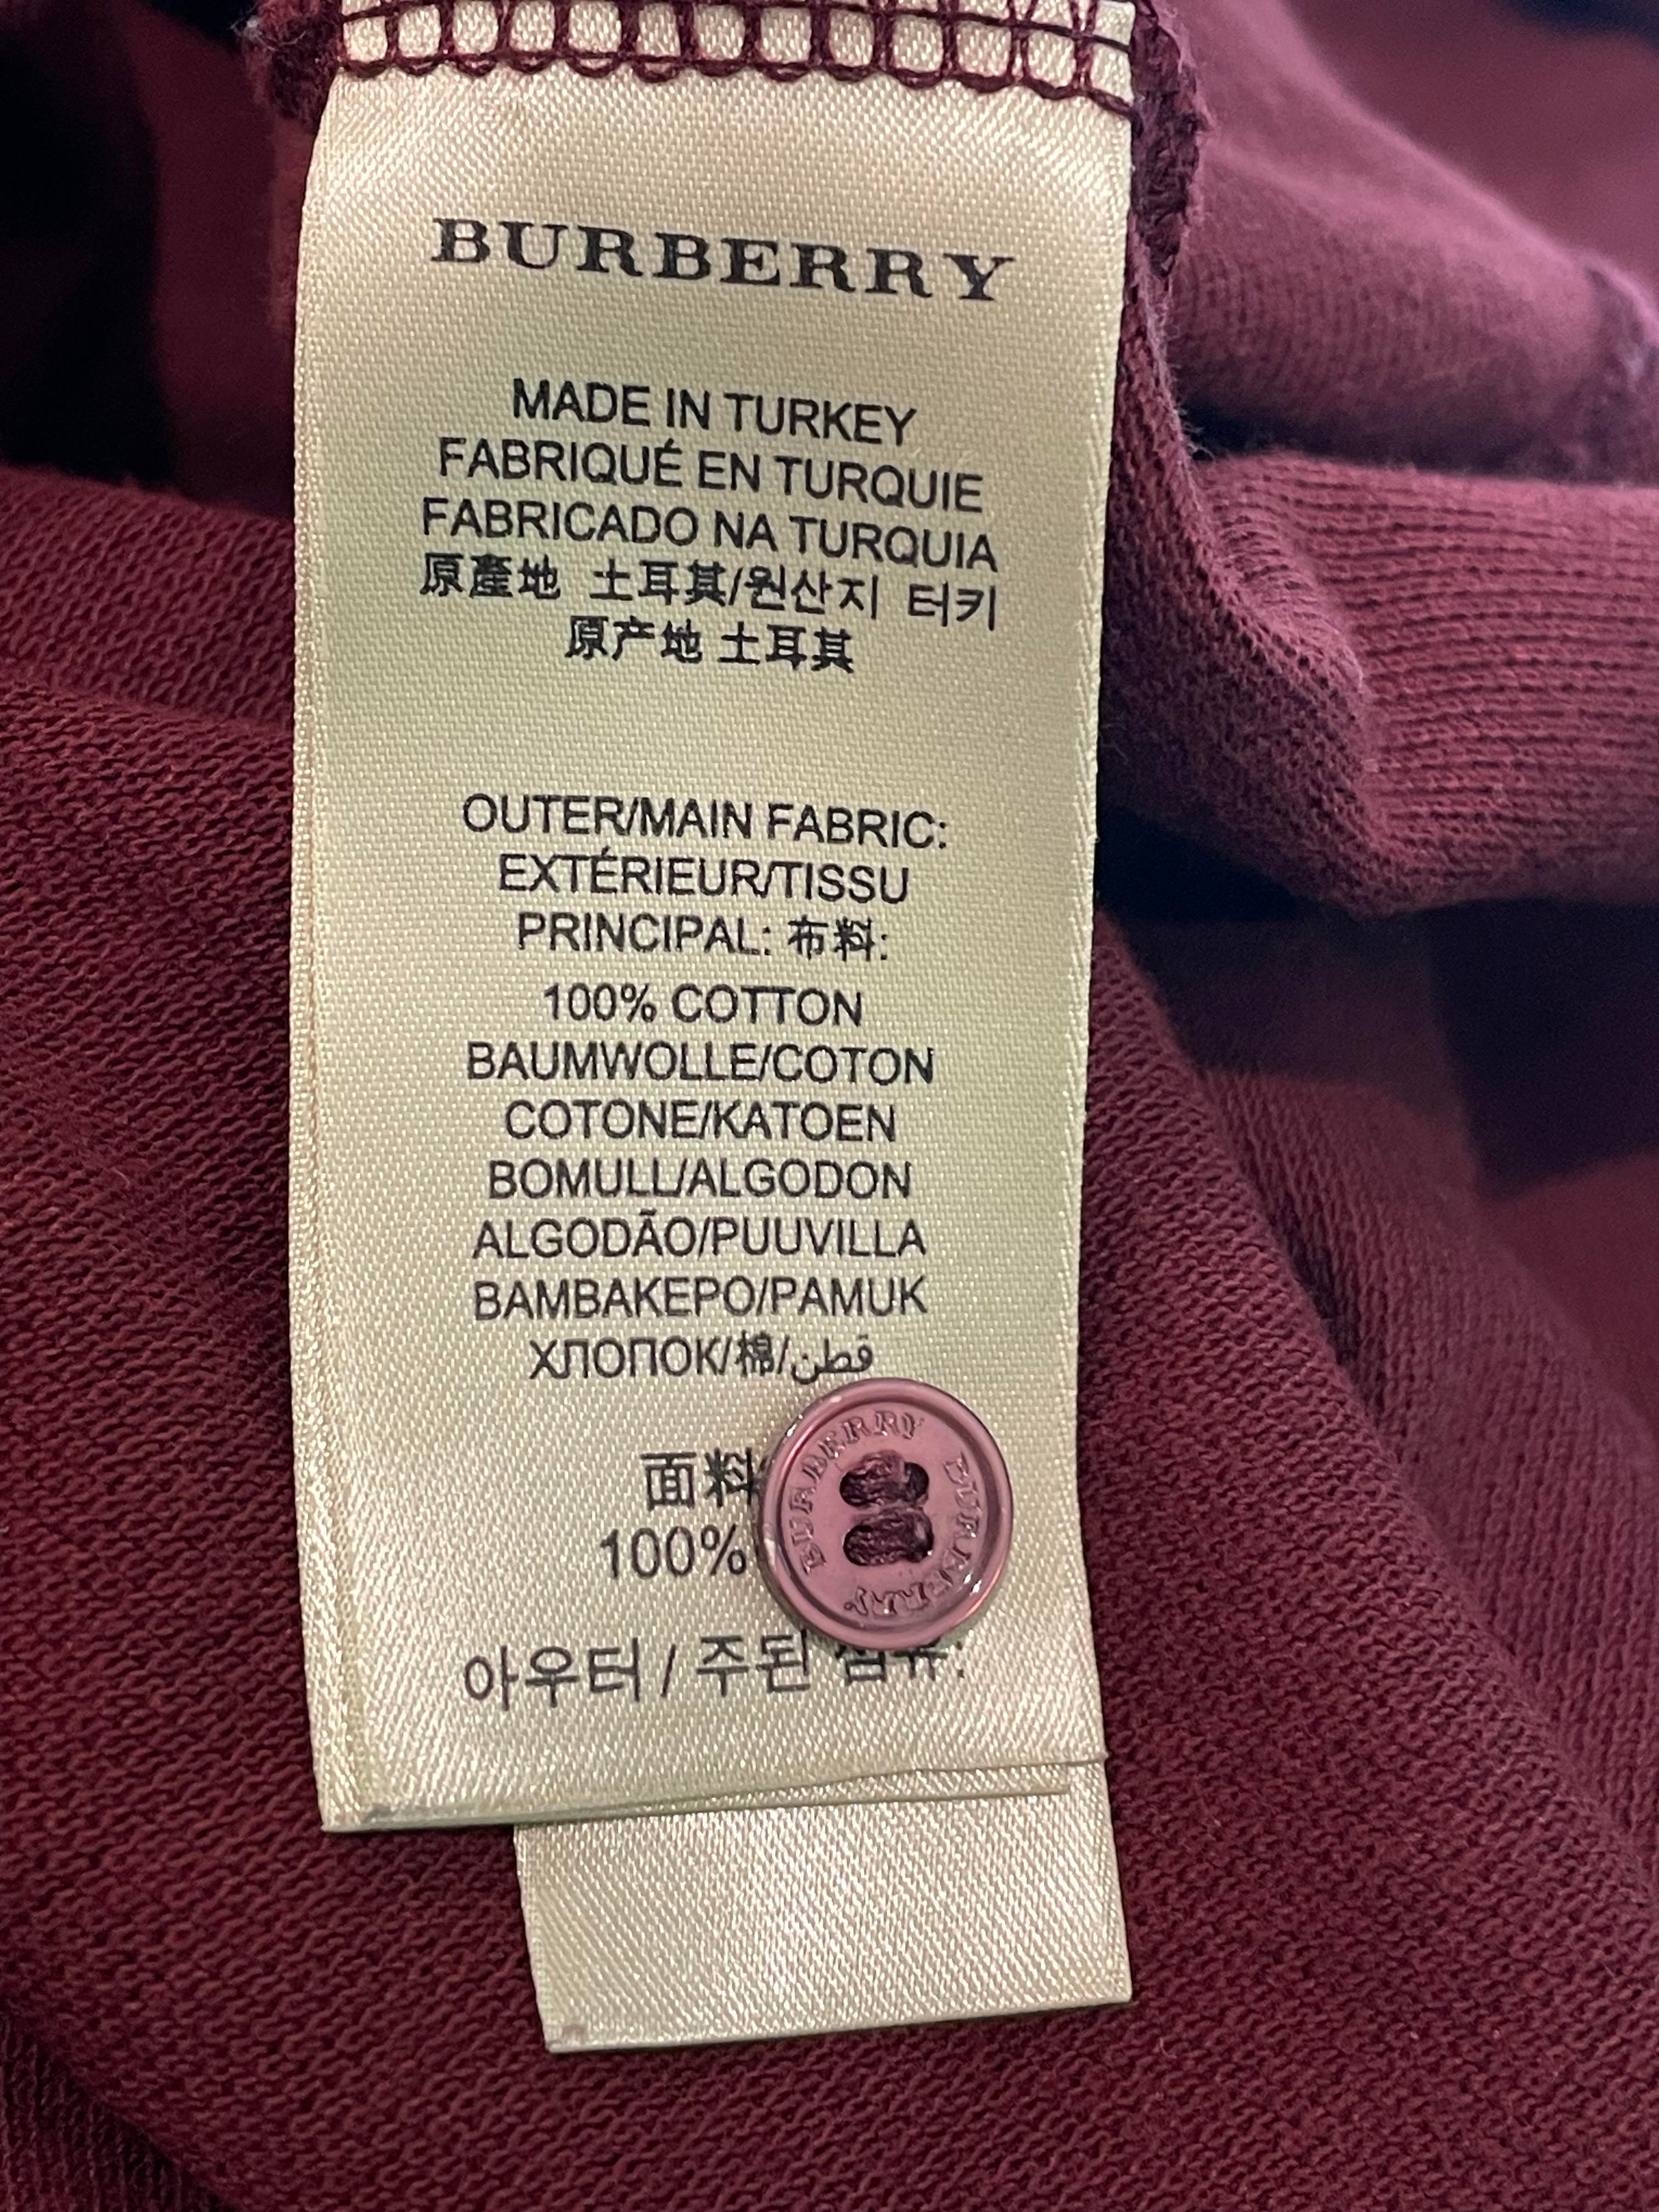 BURBERRY
MADE IN TURKEY
FABRIQUÉ EN TURQUIE
FABRICADO NA TURQUIA
原產地 土耳其/원산지 터키
原产地 土耳其
OUTER/MAIN FABRIC:
EXTÉRIEUR/TISSU
PRINCIPAL: 布料:
100% COTTON
BAUMWOLLE/COTON
COTONE/KATOEN
BOMULL/ALGODON
ALGODÃO/PUUVILLA
BAMBAKEPO/PAMUK
ХЛОПОК/棉/قطن
面料
100%
BURBERRY BURBERRY
아우터 / 주된